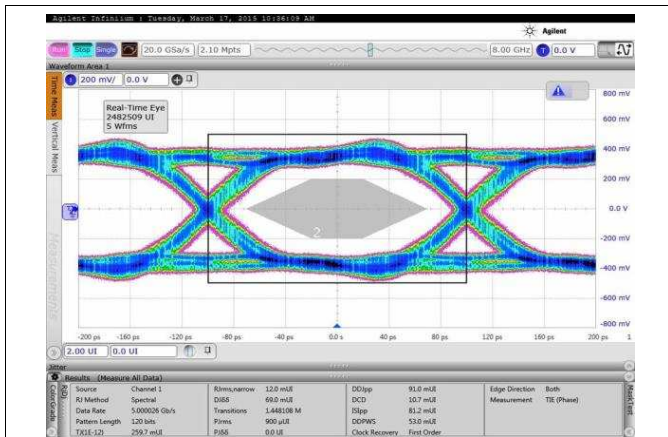 Agilent Infiniium : Tuesday, March 17, 2015 10:36:09 AM
Agilent
Run Stop Single 20.0 GSa/s 2.10 Mpts 8.00 GHz T 0.0 V
Waveform Area 1
200 mV/ 0.0 V
Time Meas
Vertical Meas
Measurements
Real-Time Eye
2482509 UI
5 Wfms
800 mV
600 mV
400 mV
200 mV
0.0 V
-200 mV
-400 mV
-600 mV
-800 mV
2
-200 ps -160 ps -120 ps -80 ps -40 ps 0.0 s 40 ps 80 ps 120 ps 160 ps 200 ps 1
2.00 UI 0.0 UI
Jitter
Results (Measure All Data)
Color Grade
RJDJ
MaskTest
Source Channel 1 RJrms,narrow 12.0 mUI DDJpp 91.0 mUI Edge Direction Both
RJ Method Spectral DJδδ 69.0 mUI DCD 10.7 mUI Measurement TIE (Phase)
Data Rate 5.000026 Gb/s Transitions 1.448108 M ISIpp 81.2 mUI
Pattern Length 120 bits PJrms 900 μUI DDPWS 53.0 mUI
TJ(1E-12) 259.7 mUI PJδδ 0.0 UI Clock Recovery First Order